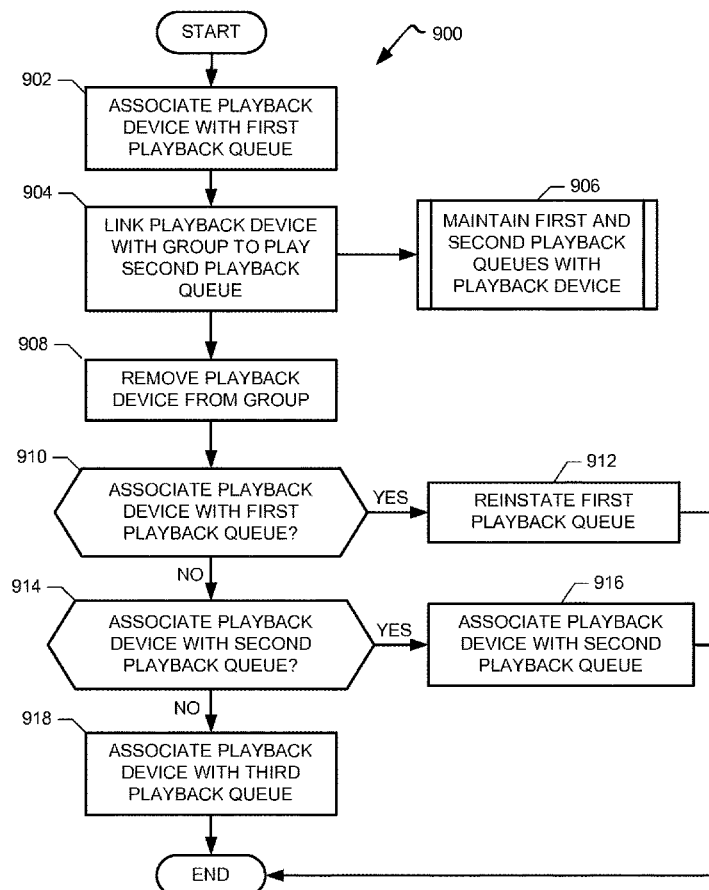 START
900
902
ASSOCIATE PLAYBACK
DEVICE WITH FIRST
PLAYBACK QUEUE
904
LINK PLAYBACK DEVICE
WITH GROUP TO PLAY
SECOND PLAYBACK
QUEUE
906
MAINTAIN FIRST AND
SECOND PLAYBACK
QUEUES WITH
PLAYBACK DEVICE
908
REMOVE PLAYBACK
DEVICE FROM GROUP
910
ASSOCIATE PLAYBACK
DEVICE WITH FIRST
PLAYBACK QUEUE?
YES
912
REINSTATE FIRST
PLAYBACK QUEUE
NO
914
ASSOCIATE PLAYBACK
DEVICE WITH SECOND
PLAYBACK QUEUE?
YES
916
ASSOCIATE PLAYBACK
DEVICE WITH SECOND
PLAYBACK QUEUE
NO
918
ASSOCIATE PLAYBACK
DEVICE WITH THIRD
PLAYBACK QUEUE
END